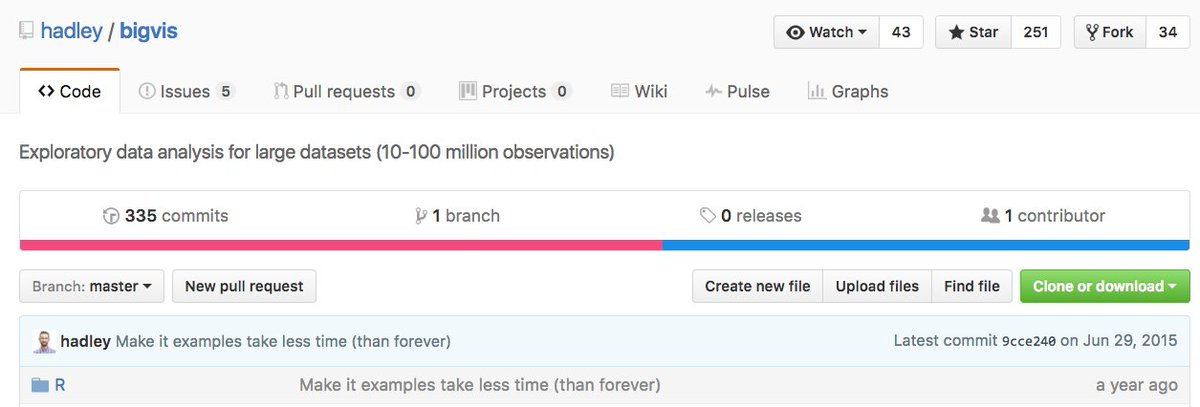 hadley / bigvis Watch 43 Star 251 Fork 34
Code Issues 5 Pull requests 0 Projects 0 Wiki Pulse Graphs
Exploratory data analysis for large datasets (10-100 million observations)
335 commits 1 branch 0 releases 1 contributor
Branch: master New pull request Create new file Upload files Find file Clone or download
hadley Make it examples take less time (than forever) Latest commit 9cce240 on Jun 29, 2015
R Make it examples take less time (than forever) a year ago